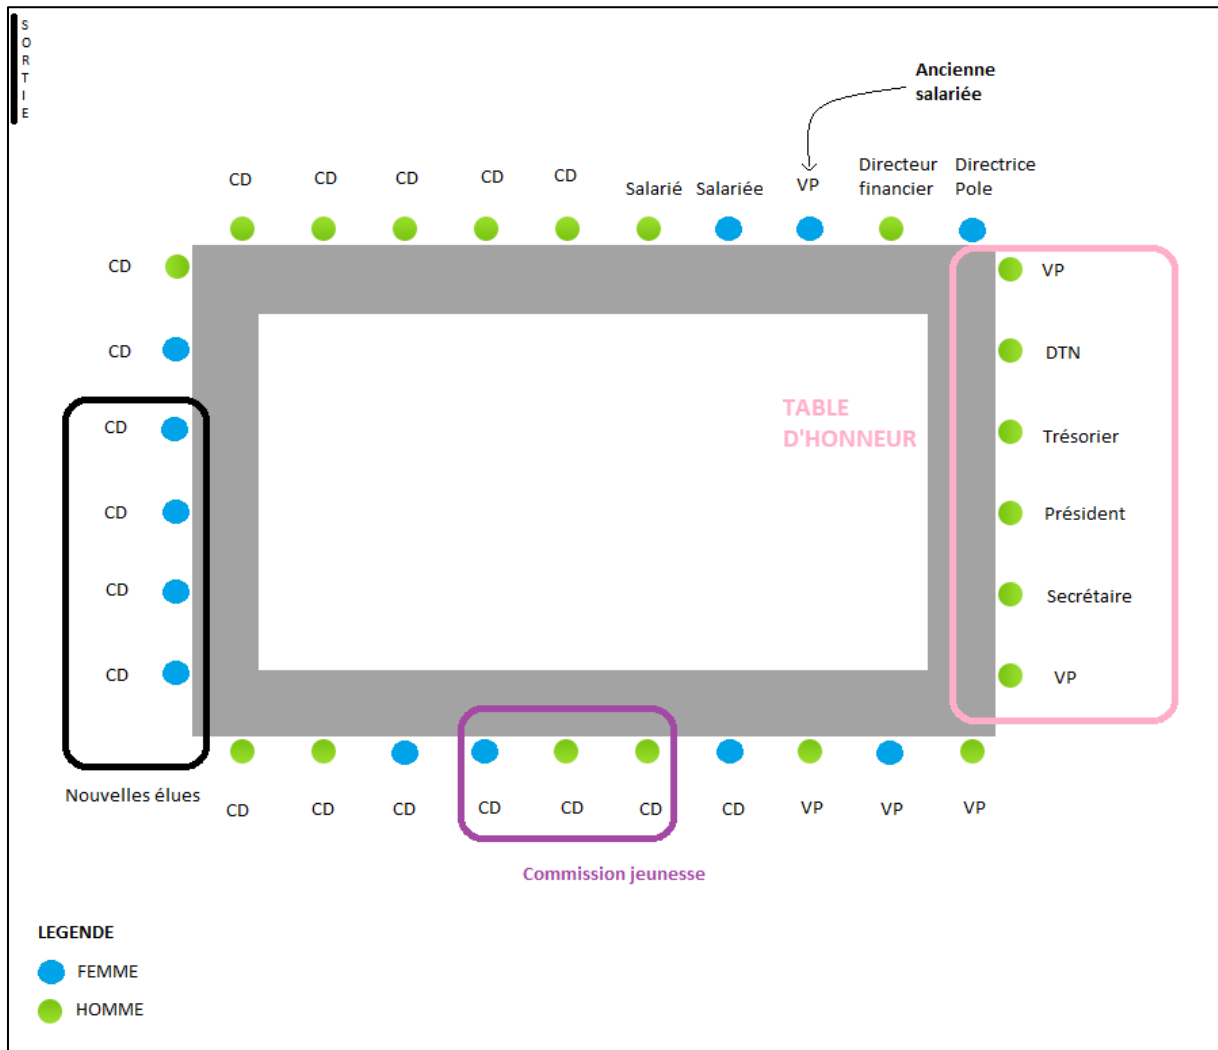 SORTIE
Ancienne
salariée
CD CD CD CD CD Salarié Salariée VP Directeur financier Directrice Pole
CD
CD
CD
CD
CD
CD
Nouvelles élues
TABLE
D'HONNEUR
VP
DTN
Trésorier
Président
Secrétaire
VP
CD CD CD CD CD CD CD VP VP VP
Commission jeunesse
LEGENDE
FEMME
HOMME